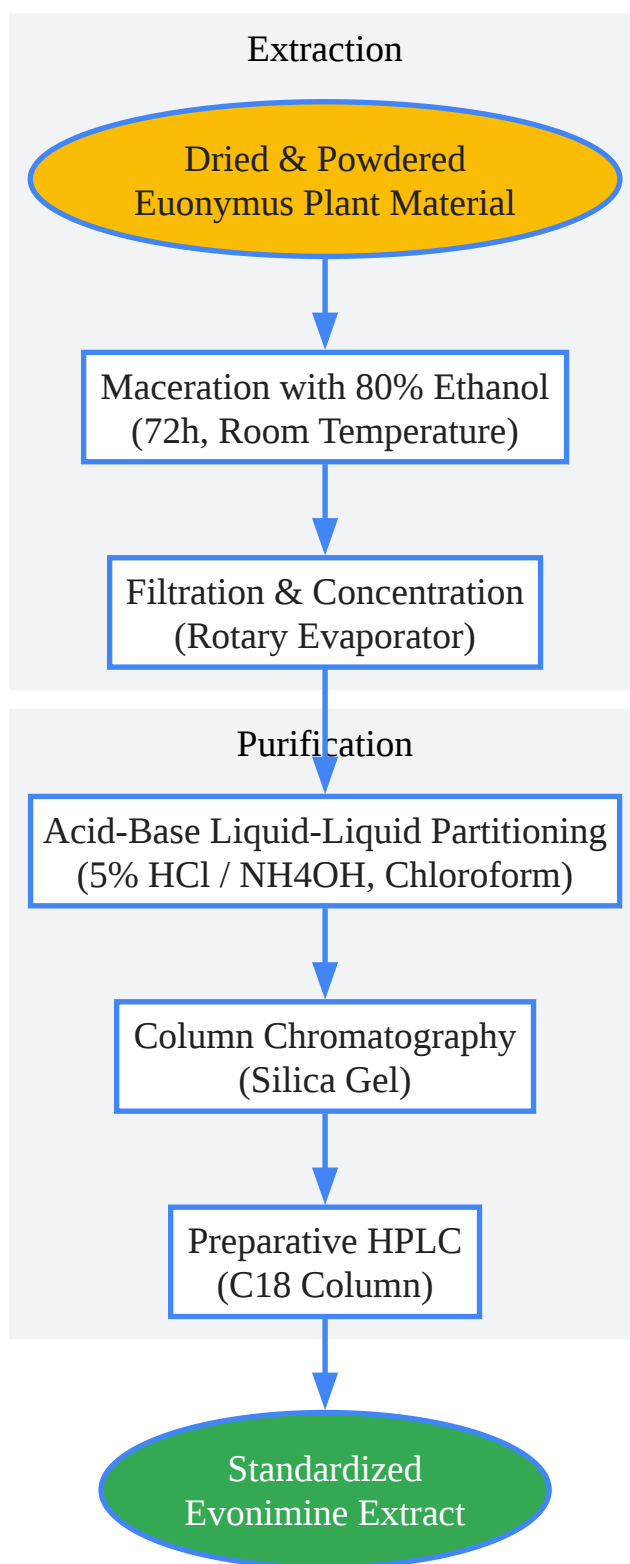 Extraction
Dried & Powdered
Euonymus Plant Material
Maceration with 80% Ethanol
(72h, Room Temperature)
Filtration & Concentration
(Rotary Evaporator)
Purification
Acid-Base Liquid-Liquid Partitioning
(5% HCl / NH4OH, Chloroform)
Column Chromatography
(Silica Gel)
Preparative HPLC
(C18 Column)
Standardized
Evonimine Extract